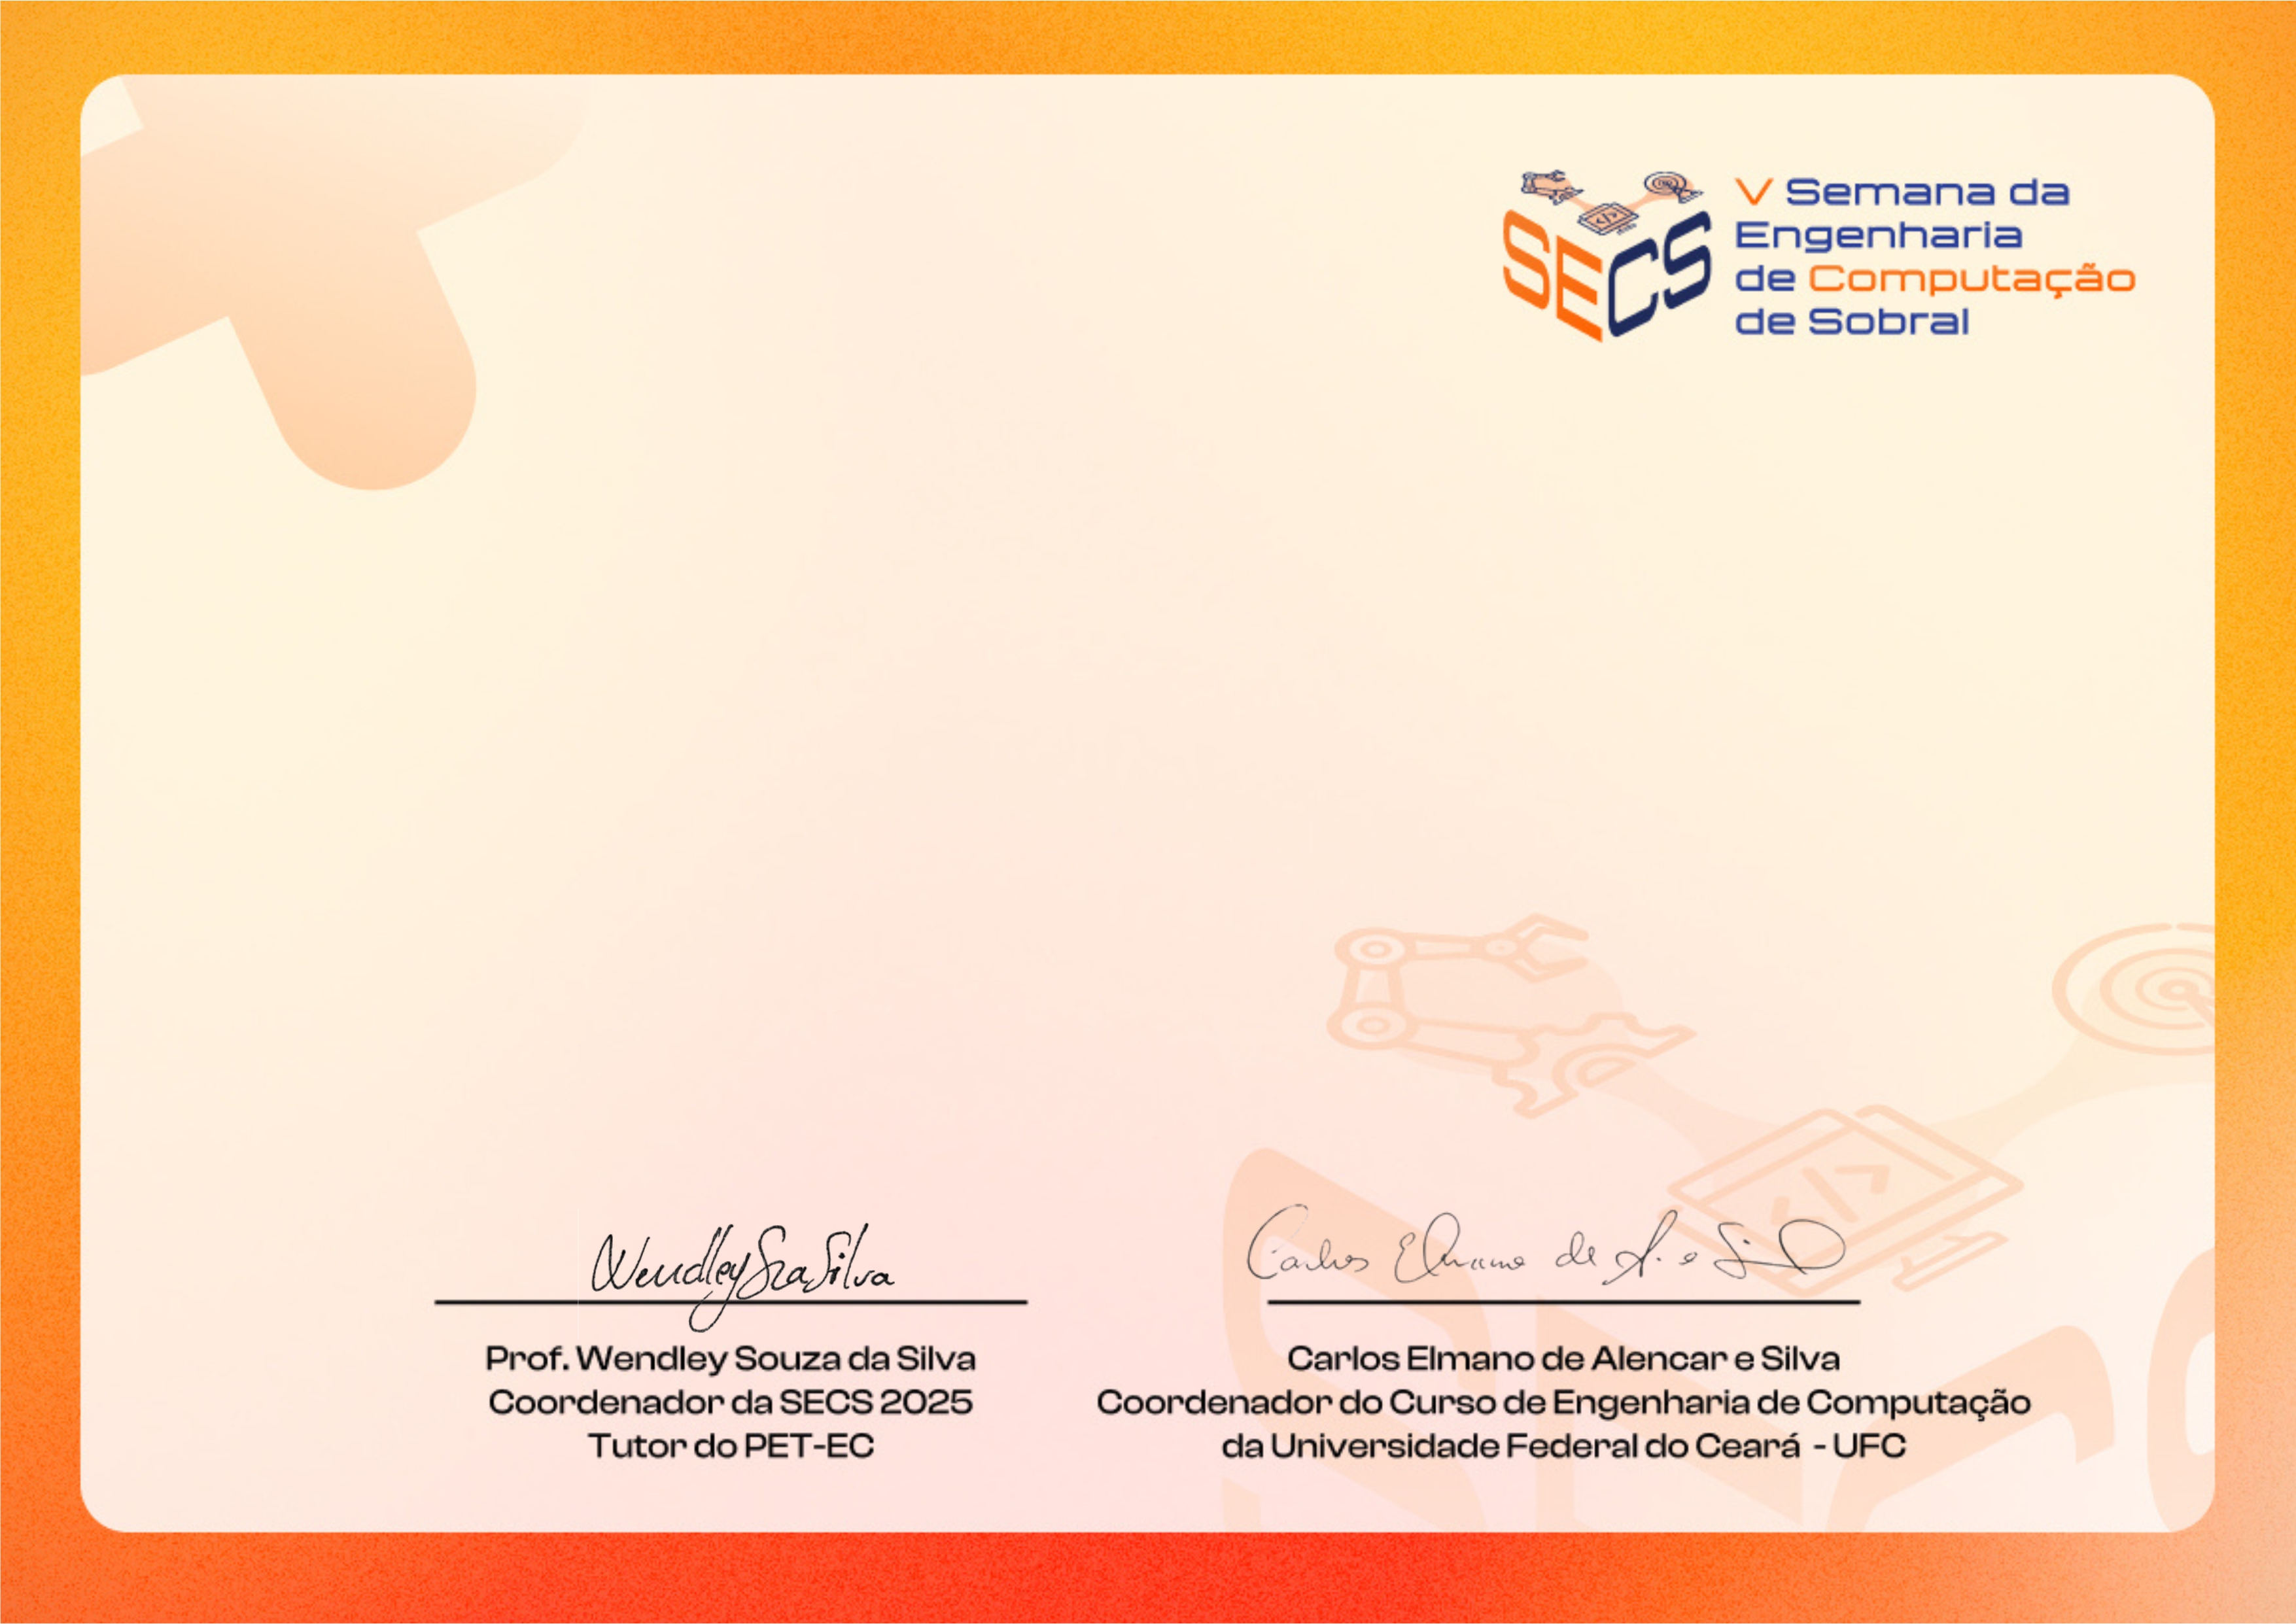 SECS
V Semana da
Engenharia
de Computação
de Sobral
</>
Wendley Sza Silva
Carlos Elmano de A. e Silva
Prof. Wendley Souza da Silva
Coordenador da SECS 2025
Tutor do PET-EC
Carlos Elmano de Alencar e Silva
Coordenador do Curso de Engenharia de Computação
da Universidade Federal do Ceará - UFC